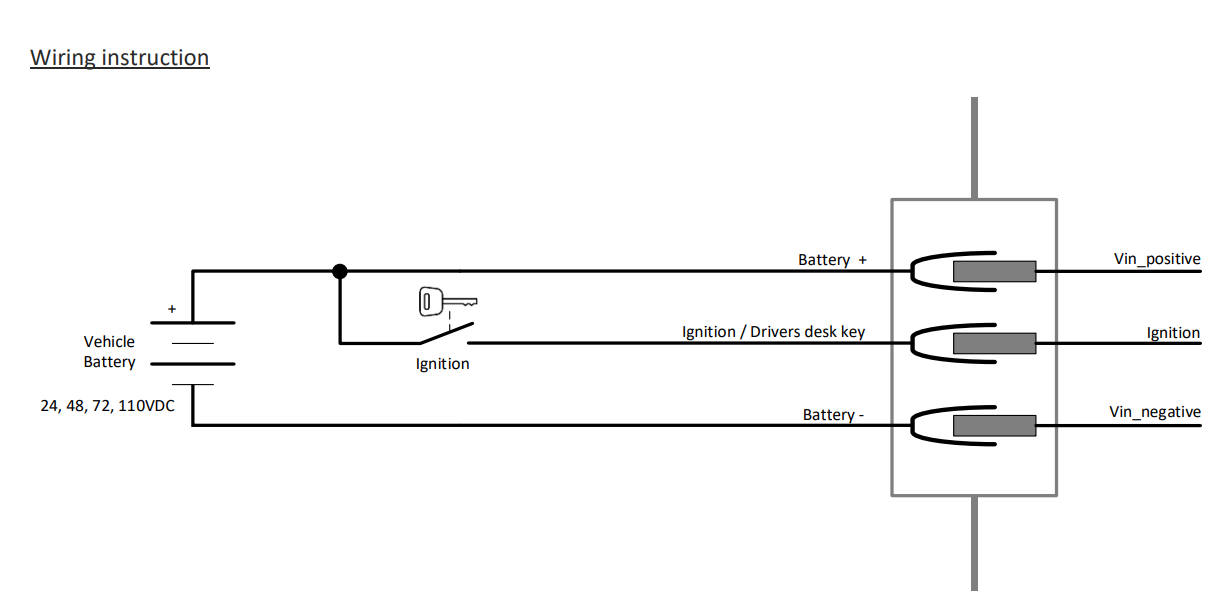 Wiring instruction
Battery +
Vin_positive
+
Vehicle
Battery
Ignition / Drivers desk key
Ignition
Ignition
24, 48, 72, 110VDC
Battery -
Vin_negative